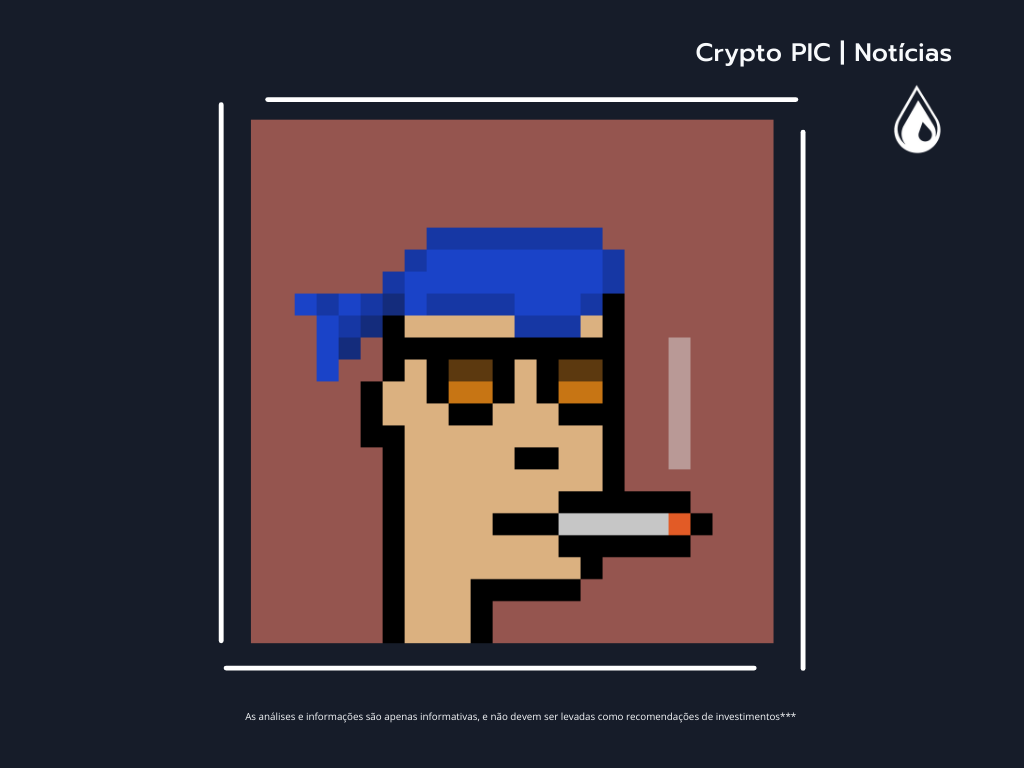 Crypto PIC | Notícias
As análises e informações são apenas informativas, e não devem ser levadas como recomendações de investimentos***